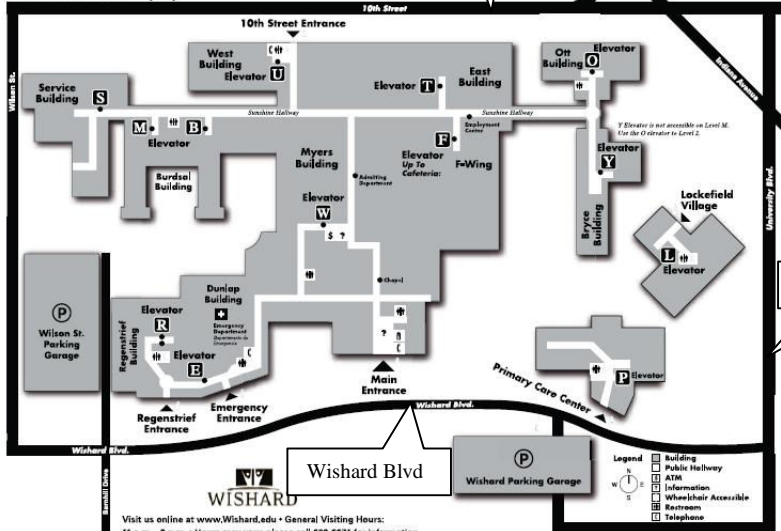 10th Street
10th Street Entrance
Wilson St.
Indiana Avenue
University Blvd.
West
Building
Elevator
U
Ott
Building
Elevator
O
Service
Building
S
Elevator
T
East
Building
Sunshine Hallway
Sunshine Hallway
M
B
Elevator
Employment
Center
F
Elevator
Up To
Cafeteria:
F-Wing
Y Elevator is not accessible on Level M.
Use the O elevator to Level 2.
Elevator
Y
Burdsal
Building
Myers
Building
Admitting
Department
Elevator
W
$ ?
Bryce
Building
Lockefield
Village
L
Elevator
P
Wilson St.
Parking
Garage
Dunlap
Building
Emergency
Department
Chapel
Regenstrief
Building
Elevator
R
Elevator
E
?
Main
Entrance
P
Elevator
Primary Care Center
Regenstrief
Entrance
Emergency
Entrance
Wishard Blvd.
Wishard Blvd.
Barnhill Drive
Wishard Blvd
P
Wishard Parking Garage
WISHARD
Legend
N
W E
S
Building
Public Hallway
$ ATM
? Information
Wheelchair Accessible
Restroom
Telephone
Visit us online at www.Wishard.edu • General Visiting Hours: